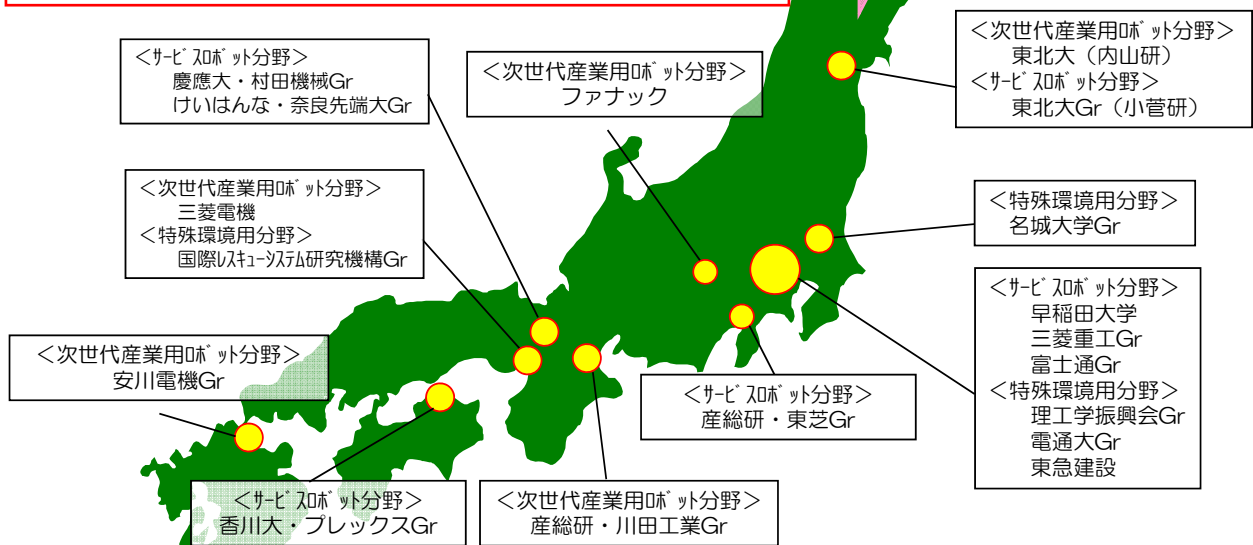 ＜ｻｰﾋﾞｽﾛﾎﾞｯﾄ分野＞
慶應大・村田機械Gr
けいはんな・奈良先端大Gr
＜次世代産業用ﾛﾎﾞｯﾄ分野＞
ファナック
＜次世代産業用ﾛﾎﾞｯﾄ分野＞
東北大（内山研）
＜ｻｰﾋﾞｽﾛﾎﾞｯﾄ分野＞
東北大Gr（小菅研）
＜次世代産業用ﾛﾎﾞｯﾄ分野＞
三菱電機
＜特殊環境用分野＞
国際ﾚｽｷｭｰｼｽﾃﾑ研究機構Gr
＜特殊環境用分野＞
名城大学Gr
＜ｻｰﾋﾞｽﾛﾎﾞｯﾄ分野＞
早稲田大学
三菱重工Gr
富士通Gr
＜特殊環境用分野＞
理工学振興会Gr
電通大Gr
東急建設
＜次世代産業用ﾛﾎﾞｯﾄ分野＞
安川電機Gr
＜ｻｰﾋﾞｽﾛﾎﾞｯﾄ分野＞
産総研・東芝Gr
＜ｻｰﾋﾞｽﾛﾎﾞｯﾄ分野＞
香川大・プレックスGr
＜次世代産業用ﾛﾎﾞｯﾄ分野＞
産総研・川田工業Gr